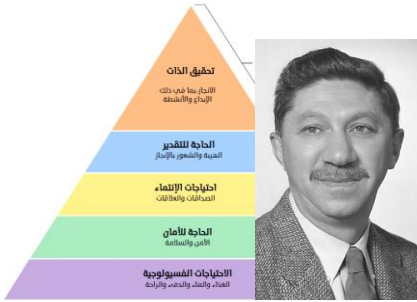 تحقيق الذات
الانجاز،بما في ذلك
الإبداع والأنشطة
الحاجة للتقدير
الهيبة والشعور بالإنجاز
احتياجات الإنتماء
الصداقات والعلاقات
الحاجة للأمان
الأمن والسلامة
الاحتياجات الفسيولوجية
الغذاء والماء والدفء والراحة